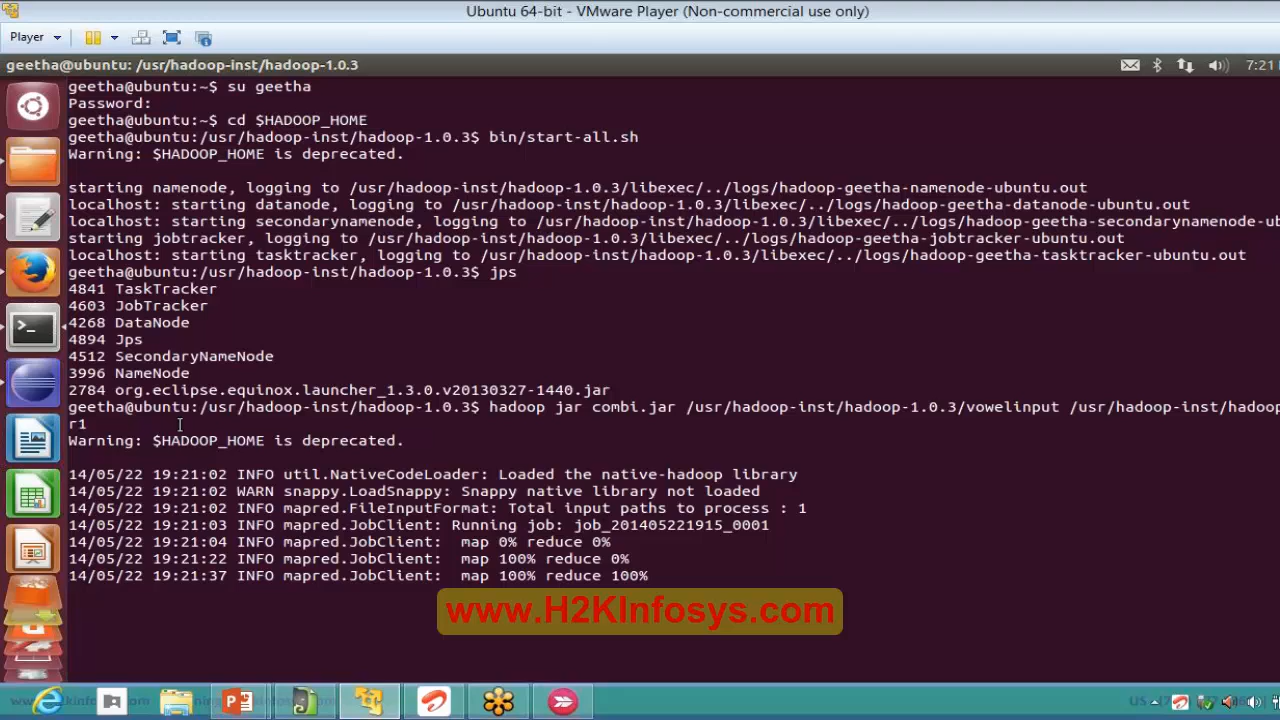 Ubuntu 64-bit - VMware Player (Non-commercial use only)
Player
geetha@ubuntu: /usr/hadoop-inst/hadoop-1.0.3
7:21
geetha@ubuntu:~$ su geetha
Password:
geetha@ubuntu:~$ cd $HADOOP_HOME
geetha@ubuntu:/usr/hadoop-inst/hadoop-1.0.3$ bin/start-all.sh
Warning: $HADOOP_HOME is deprecated.
starting namenode, logging to /usr/hadoop-inst/hadoop-1.0.3/libexec/../logs/hadoop-geetha-namenode-ubuntu.out
localhost: starting datanode, logging to /usr/hadoop-inst/hadoop-1.0.3/libexec/../logs/hadoop-geetha-datanode-ubuntu.out
localhost: starting secondarynamenode, logging to /usr/hadoop-inst/hadoop-1.0.3/libexec/../logs/hadoop-geetha-secondarynamenode-ub
starting jobtracker, logging to /usr/hadoop-inst/hadoop-1.0.3/libexec/../logs/hadoop-geetha-jobtracker-ubuntu.out
localhost: starting tasktracker, logging to /usr/hadoop-inst/hadoop-1.0.3/libexec/../logs/hadoop-geetha-tasktracker-ubuntu.out
geetha@ubuntu:/usr/hadoop-inst/hadoop-1.0.3$ jps
4841 TaskTracker
4603 JobTracker
4268 DataNode
4894 Jps
4512 SecondaryNameNode
3996 NameNode
2784 org.eclipse.equinox.launcher_1.3.0.v20130327-1440.jar
geetha@ubuntu:/usr/hadoop-inst/hadoop-1.0.3$ hadoop jar combi.jar /usr/hadoop-inst/hadoop-1.0.3/vowelinput /usr/hadoop-inst/hadoop
r1
Warning: $HADOOP_HOME is deprecated.
14/05/22 19:21:02 INFO util.NativeCodeLoader: Loaded the native-hadoop library
14/05/22 19:21:02 WARN snappy.LoadSnappy: Snappy native library not loaded
14/05/22 19:21:02 INFO mapred.FileInputFormat: Total input paths to process : 1
14/05/22 19:21:03 INFO mapred.JobClient: Running job: job_201405221915_0001
14/05/22 19:21:04 INFO mapred.JobClient:  map 0% reduce 0%
14/05/22 19:21:22 INFO mapred.JobClient:  map 100% reduce 0%
14/05/22 19:21:37 INFO mapred.JobClient:  map 100% reduce 100%
www.H2KInfosys.com
US